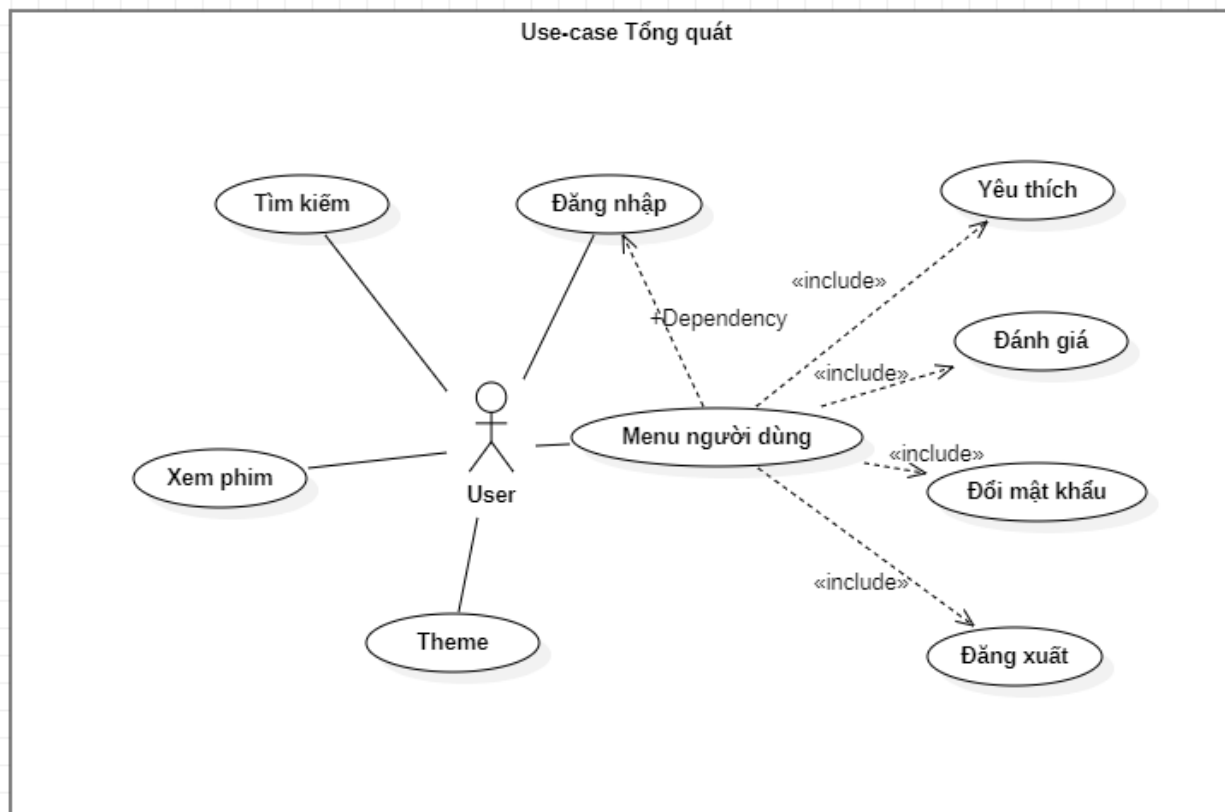 Use-case Tổng quát
Tìm kiếm
Đăng nhập
Yêu thích
«include»
+Dependency
Đánh giá
«include»
Menu người dùng
«include»
Xem phim
User
Đổi mật khẩu
«include»
Theme
Đăng xuất